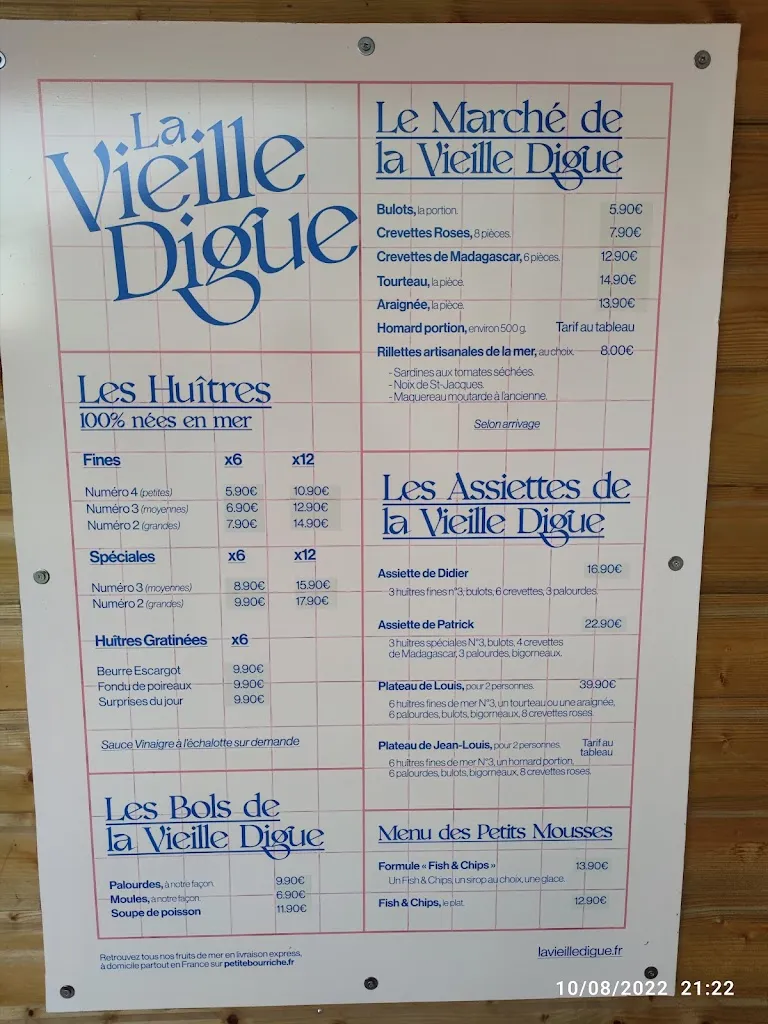 La
Vieille
Digue
Les Huîtres
100% nées en mer
Fines x6 x12
Numéro 4 (petites) 5.90€ 10.90€
Numéro 3 (moyennes) 6.90€ 12.90€
Numéro 2 (grandes) 7.90€ 14.90€
Spéciales x6 x12
Numéro 3 (moyennes) 8.90€ 15.90€
Numéro 2 (grandes) 9.90€ 17.90€
Huîtres Gratinées x6
Beurre Escargot 9.90€
Fondu de poireaux 9.90€
Surprises du jour 9.90€
Sauce Vinaigre à l'échalotte sur demande
Les Bols de
la Vieille Digue
Palourdes, à notre façon. 9.90€
Moules, à notre façon. 6.90€
Soupe de poisson 11.90€
Le Marché de
la Vieille Digue
Bulots, la portion. 5.90€
Crevettes Roses, 8 pièces. 7.90€
Crevettes de Madagascar, 6 pièces. 12.90€
Tourteau, la pièce. 14.90€
Araignée, la pièce. 13.90€
Homard portion, environ 500 g. Tarif au tableau
Rillettes artisanales de la mer, au choix. 8.00€
- Sardines aux tomates séchées.
- Noix de St-Jacques.
- Maquereau moutarde à l'ancienne.
Selon arrivage
Les Assiettes de
la Vieille Digue
Assiette de Didier 16.90€
3 huîtres fines n°3, bulots, 6 crevettes, 3 palourdes.
Assiette de Patrick 22.90€
3 huîtres spéciales N°3, bulots, 4 crevettes
de Madagascar, 3 palourdes, bigorneaux.
Plateau de Louis, pour 2 personnes. 39.90€
6 huîtres fines de mer N°3, un tourteau ou une araignée,
6 palourdes, bulots, bigorneaux, 8 crevettes roses.
Plateau de Jean-Louis, pour 2 personnes. Tarif au
tableau
6 huîtres fines de mer N°3, un homard portion,
6 palourdes, bulots, bigorneaux, 8 crevettes roses.
Menu des Petits Mousses
Formule « Fish & Chips » 13.90€
Un Fish & Chips, un sirop au choix, une glace.
Fish & Chips, le plat. 12.90€
Retrouvez tous nos fruits de mer en livraison express,
à domicile partout en France sur petitebourriche.fr
lavieilledigue.fr
10/08/2022 21:22